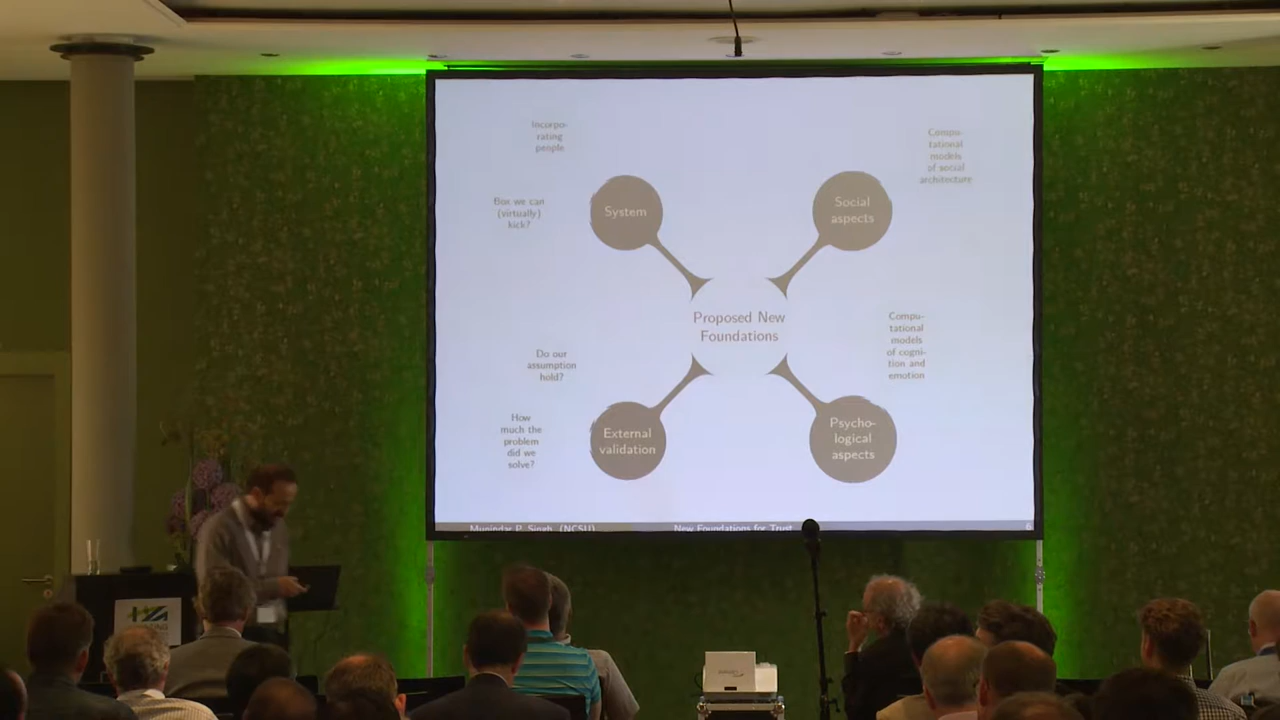 Incorpo-
rating
people
Box we can
(virtually)
kick?
System
Social
aspects
Compu-
tational
models
of social
architecture
Proposed New
Foundations
Do our
assumption
hold?
How
much the
problem
did we
solve?
External
validation
Psycho-
logical
aspects
Compu-
tational
models
of cogni-
tion and
emotion
Munindar P. Singh (NCSU)
New Foundations for Trust
6